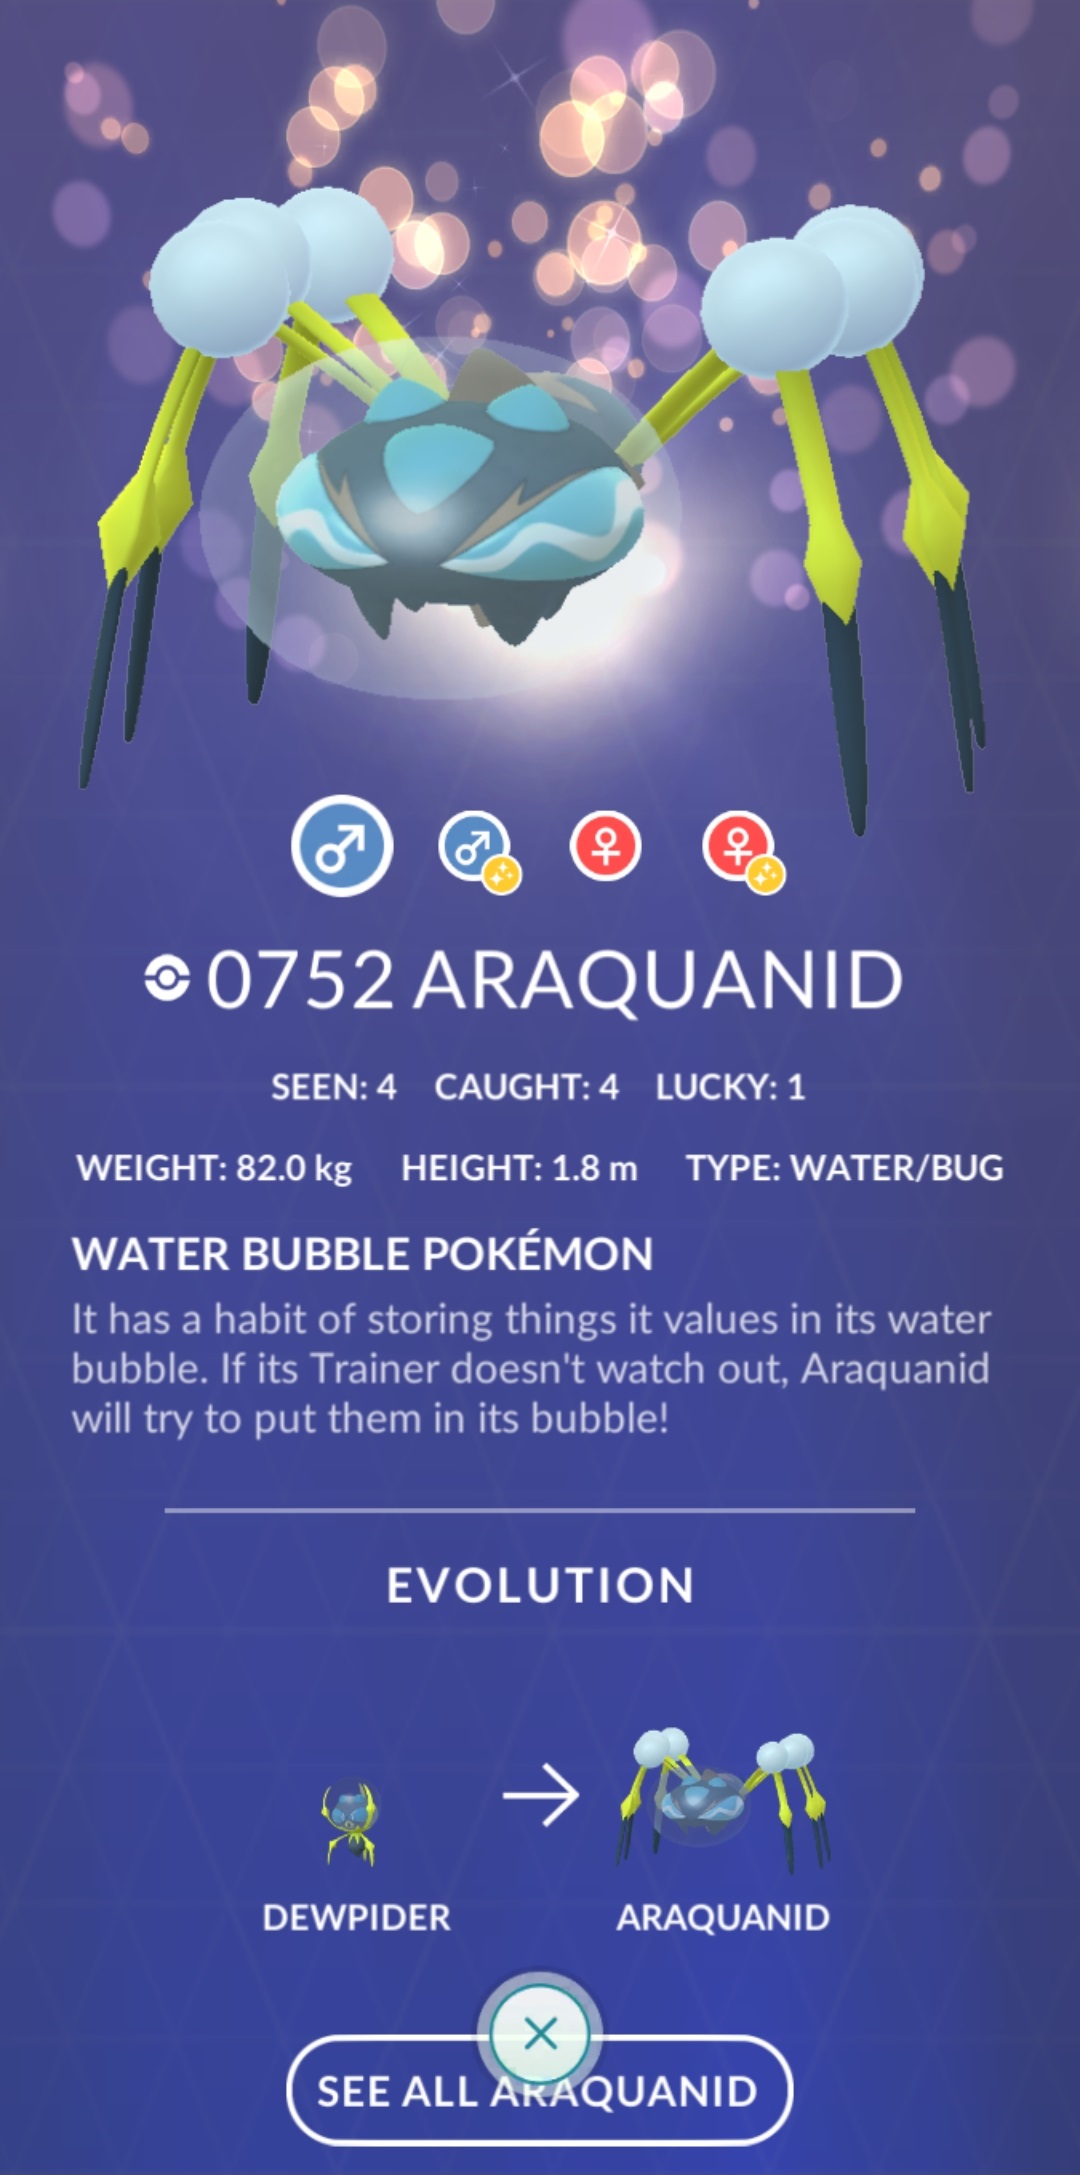 0752 ARAQUANID
SEEN: 4 CAUGHT: 4 LUCKY: 1
WEIGHT: 82.0 kg HEIGHT: 1.8 m TYPE: WATER/BUG
WATER BUBBLE POKÉMON
It has a habit of storing things it values in its water
bubble. If its Trainer doesn't watch out, Araquanid
will try to put them in its bubble!
EVOLUTION
DEWPIDER ARAQUANID
SEE ALL ARAQUANID